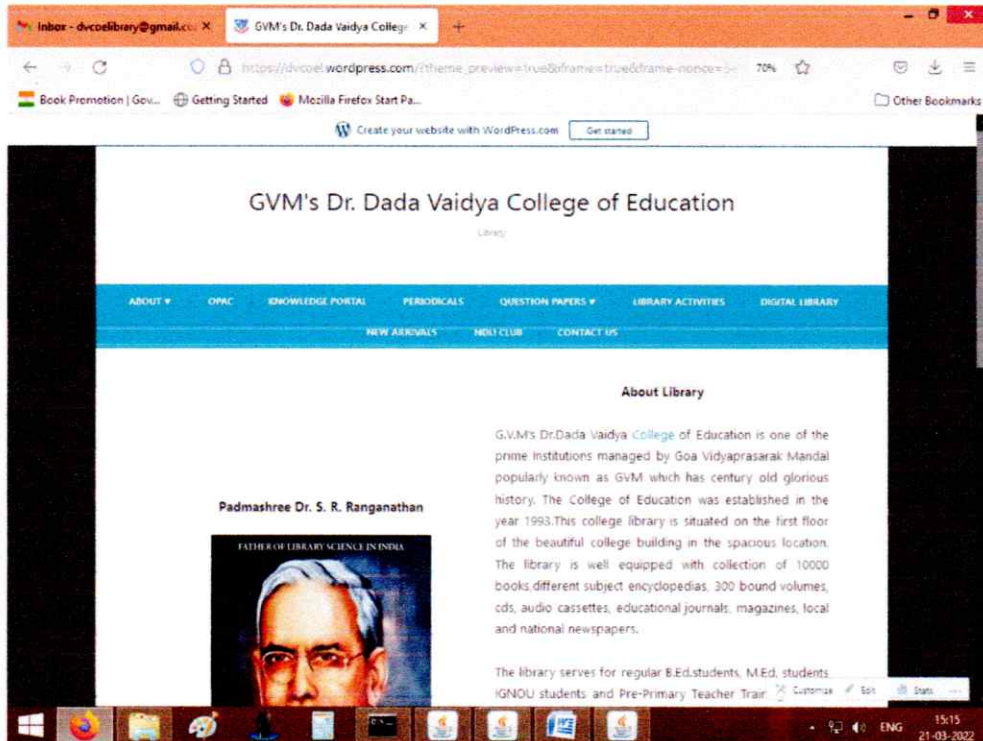 Inbox - dvcoelibrary@gmail.co
GVM's Dr. Dada Vaidya College
https://dvcoel.wordpress.com/?theme_preview=true&iframe=true&frame-nonce=
70%
Book Promotion | Gov...
Getting Started
Mozilla Firefox Start Pa...
Other Bookmarks
Create your website with WordPress.com
Get started
GVM's Dr. Dada Vaidya College of Education
Library
ABOUT
OPAC
KNOWLEDGE PORTAL
PERIODICALS
QUESTION PAPERS
LIBRARY ACTIVITIES
DIGITAL LIBRARY
NEW ARRIVALS
NDLI CLUB
CONTACT US
Padmashree Dr. S. R. Ranganathan
FATHER OF LIBRARY SCIENCE IN INDIA
About Library
G.V.M's Dr.Dada Vaidya College of Education is one of the
prime Institutions managed by Goa Vidyaprasarak Mandal
popularly known as GVM which has century old glorious
history. The College of Education was established in the
year 1993.This college library is situated on the first floor
of the beautiful college building in the spacious location.
The library is well equipped with collection of 10000
books,different subject encyclopedias, 300 bound volumes,
cds, audio cassettes, educational journals, magazines, local
and national newspapers.
The library serves for regular B.Ed.students, M.Ed. students
IGNOU students and Pre-Primary Teacher Train
Customize
Edit
Stats
ENG
15:15
21-03-2022